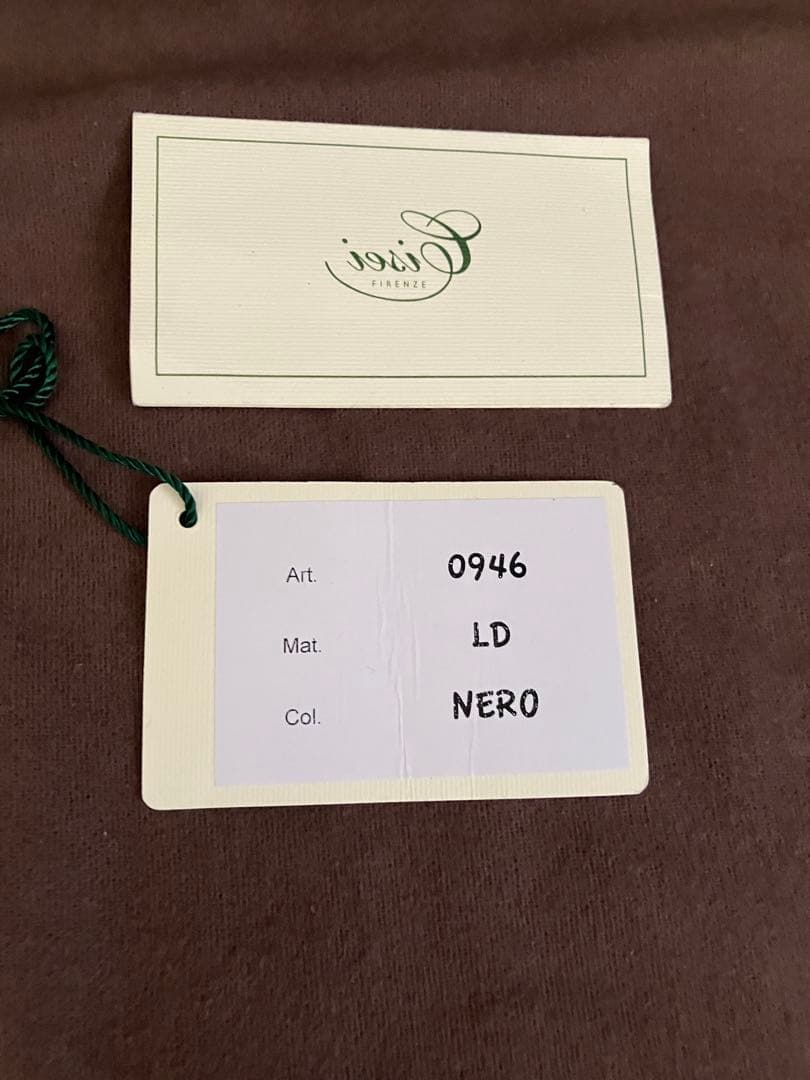 Cisei
FIRENZE
Art. 0946
Mat. LD
Col. NERO